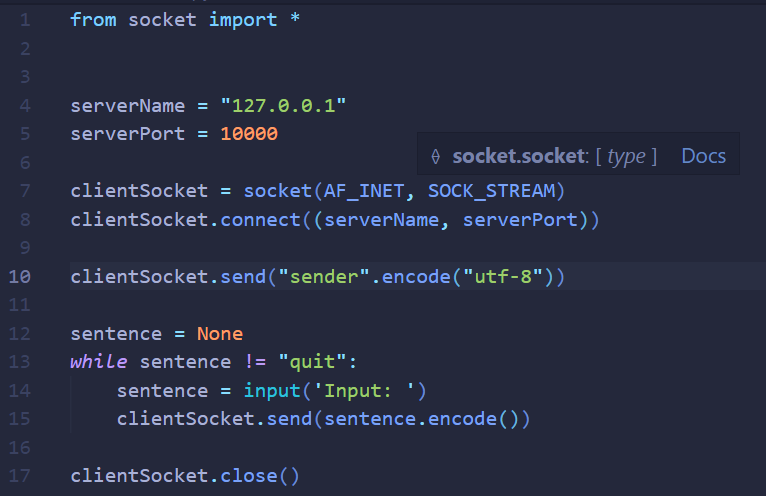 1 from socket import *
2
3
4 serverName = "127.0.0.1"
5 serverPort = 10000
socket.socket: [ type ] Docs
6
7 clientSocket = socket(AF_INET, SOCK_STREAM)
8 clientSocket.connect((serverName, serverPort))
9
10 clientSocket.send("sender".encode("utf-8"))
11
12 sentence = None
13 while sentence != "quit":
14     sentence = input('Input: ')
15     clientSocket.send(sentence.encode())
16
17 clientSocket.close()